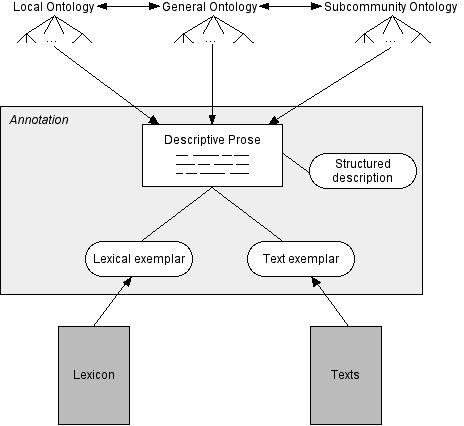 Local Ontology General Ontology Subcommunity Ontology
... ... ...
Annotation
Descriptive Prose
Structured
description
Lexical exemplar Text exemplar
Lexicon Texts